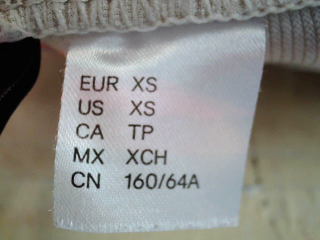 EUR XS
US XS
CA TP
MX XCH
CN 160/64A